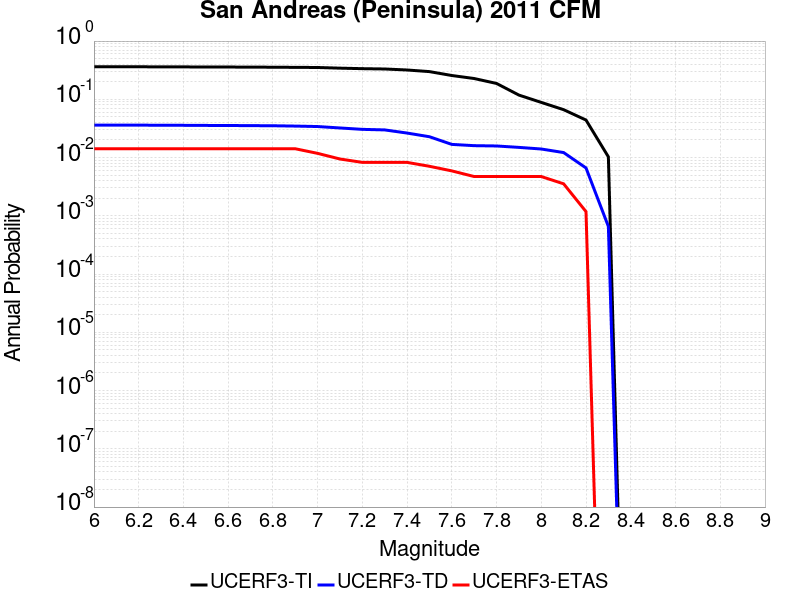 San Andreas (Peninsula) 2011 CFM
10^0
10^-1
10^-2
10^-3
10^-4
10^-5
10^-6
10^-7
10^-8
Annual Probability
6 6.2 6.4 6.6 6.8 7 7.2 7.4 7.6 7.8 8 8.2 8.4 8.6 8.8 9
Magnitude
UCERF3-TI UCERF3-TD UCERF3-ETAS